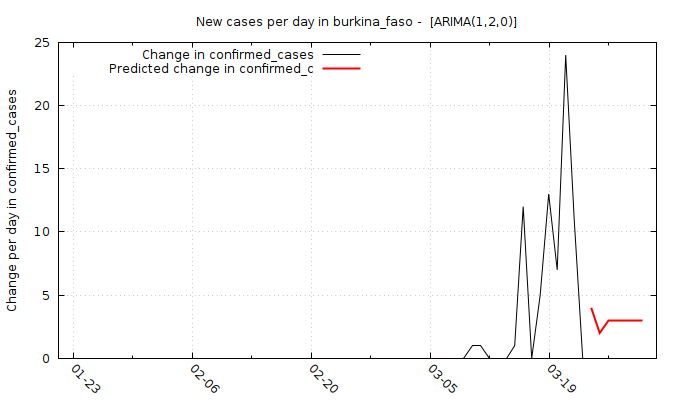 New cases per day in burkina_faso -  [ARIMA(1,2,0)]
Change in confirmed_cases
Predicted change in confirmed_c
Change per day in confirmed_cases
25
20
15
10
5
0
01-23
02-06
02-20
03-05
03-19